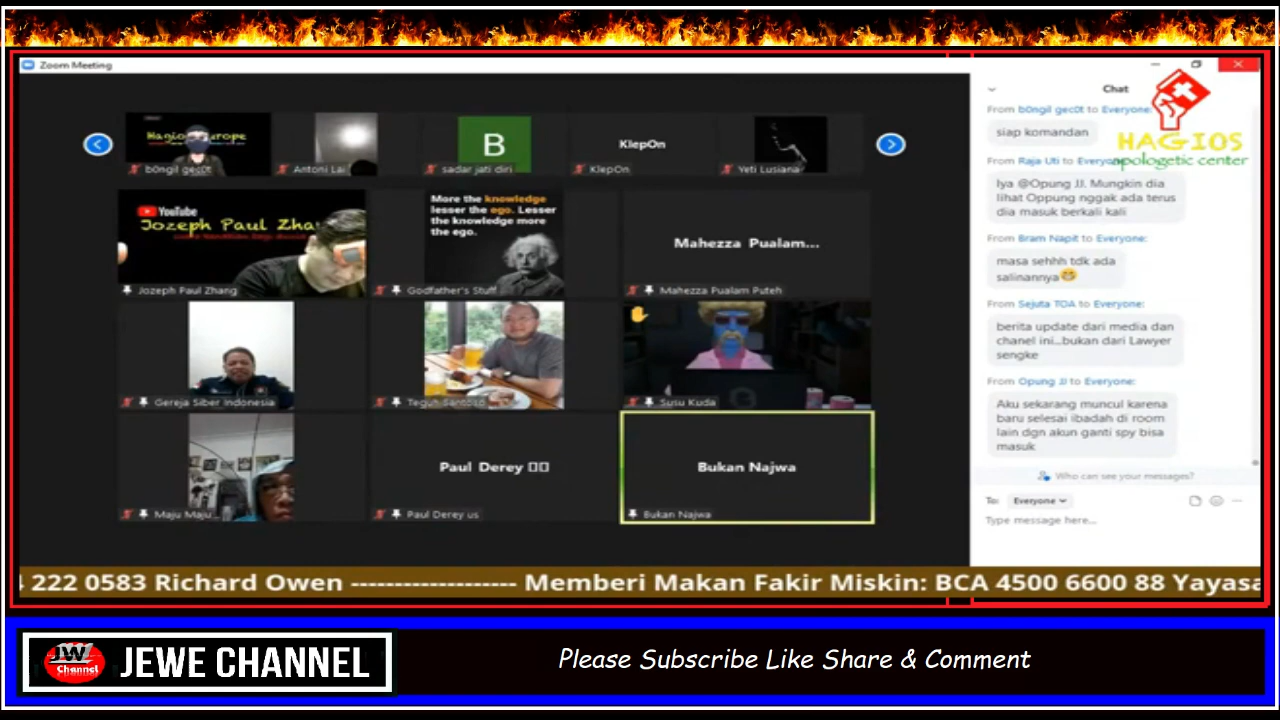 Zoom Meeting
Hagios Europe
b0ngil gec0t
Antoni Lai
B
sadar jati diri
KlepOn
KlepOn
Yeti Lusiana
YouTube
Jozeph Paul Zha
Jozeph Paul Zhang
More the knowledge
lesser the ego. Lesser
the knowledge more
the ego.
Godfather's Stuff
Mahezza Pualam...
Mahezza Pualam Puteh
Gereja Siber Indonesia
Teguh Santoso
Susu Kuda
Maju Maju...
Paul Derey
Paul Derey us
Bukan Najwa
Bukan Najwa
Chat
HAGIOS
apologetic center
From b0ngil gec0t to Everyone:
siap komandan
From Raja Uti to Everyone:
Iya @Opung JJ. Mungkin dia
lihat Oppung nggak ada terus
dia masuk berkali kali
From Bram Napit to Everyone:
masa sehhh tdk ada
salinannya😁
From Sejuta TOA to Everyone:
berita update dari media dan
chanel ini...bukan dari Lawyer
sengke
From Opung JJ to Everyone:
Aku sekarang muncul karena
baru selesai ibadah di room
lain dgn akun ganti spy bisa
masuk
Who can see your messages?
To: Everyone
Type message here...
4 222 0583 Richard Owen ------------------- Memberi Makan Fakir Miskin: BCA 4500 6600 88 Yayasa
JW
Channel
JEWE CHANNEL
Please Subscribe Like Share & Comment